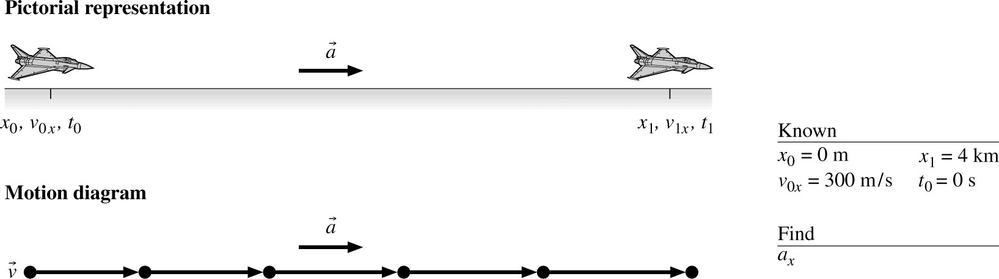 Pictorial representation
a⃗
x₀, v₀ₓ, t₀
x₁, v₁ₓ, t₁
Known
x₀ = 0 m x₁ = 4 km
v₀ₓ = 300 m/s t₀ = 0 s
Motion diagram
a⃗
Find
aₓ
v⃗